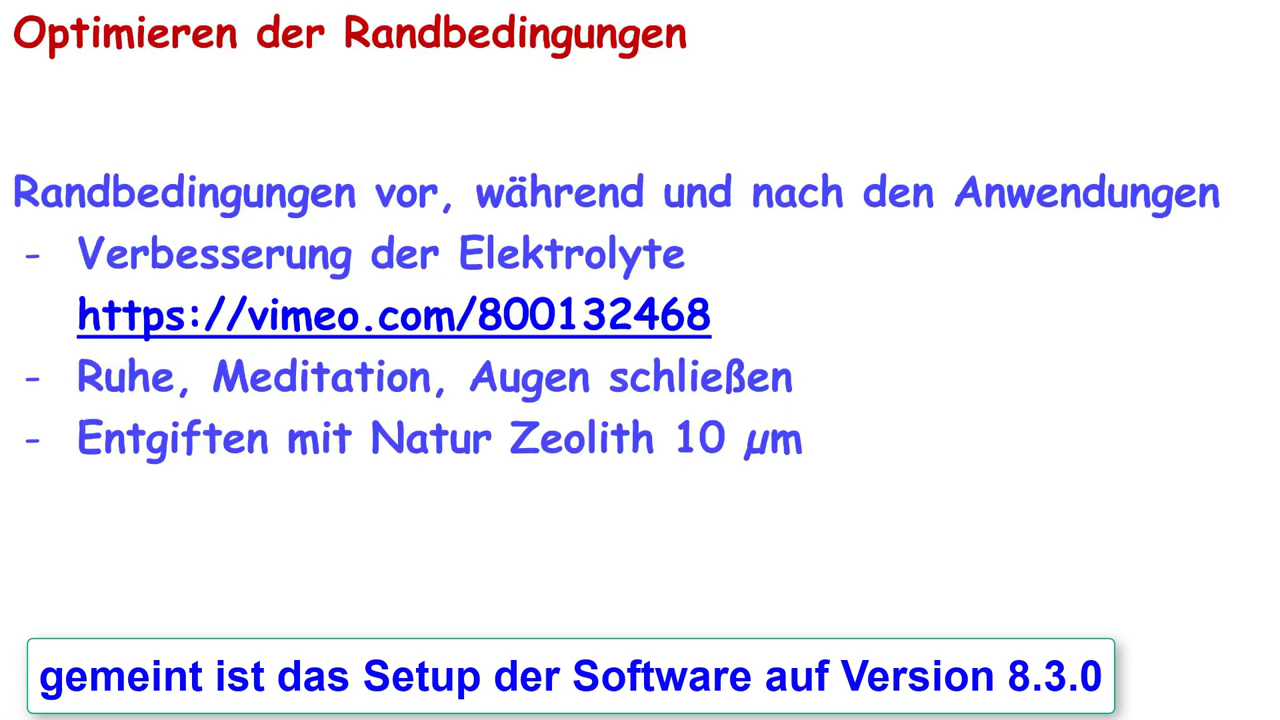 Optimieren der Randbedingungen
Randbedingungen vor, während und nach den Anwendungen
- Verbesserung der Elektrolyte
https://vimeo.com/800132468
- Ruhe, Meditation, Augen schließen
- Entgiften mit Natur Zeolith 10 µm
gemeint ist das Setup der Software auf Version 8.3.0